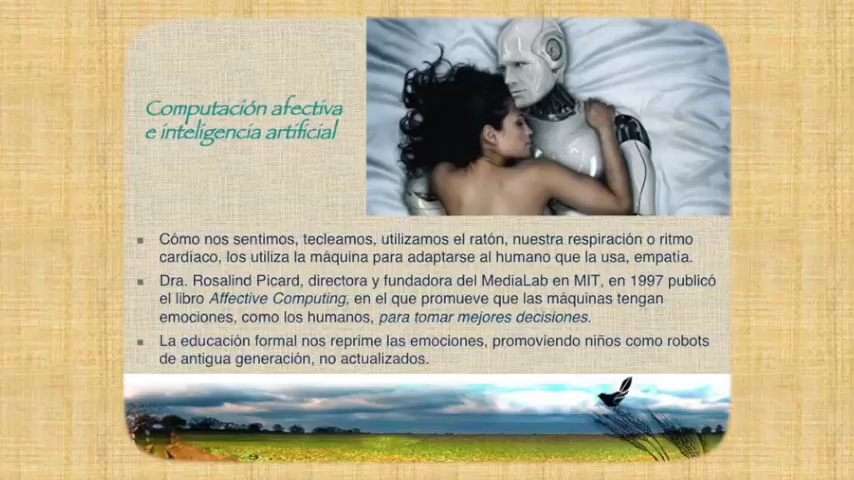 Computación afectiva
e inteligencia artificial
Cómo nos sentimos, tecleamos, utilizamos el ratón, nuestra respiración o ritmo
cardíaco, los utiliza la máquina para adaptarse al humano que la usa, empatía.
Dra. Rosalind Picard, directora y fundadora del MediaLab en MIT, en 1997 publicó
el libro Affective Computing, en el que promueve que las máquinas tengan
emociones, como los humanos, para tomar mejores decisiones.
La educación formal nos reprime las emociones, promoviendo niños como robots
de antigua generación, no actualizados.